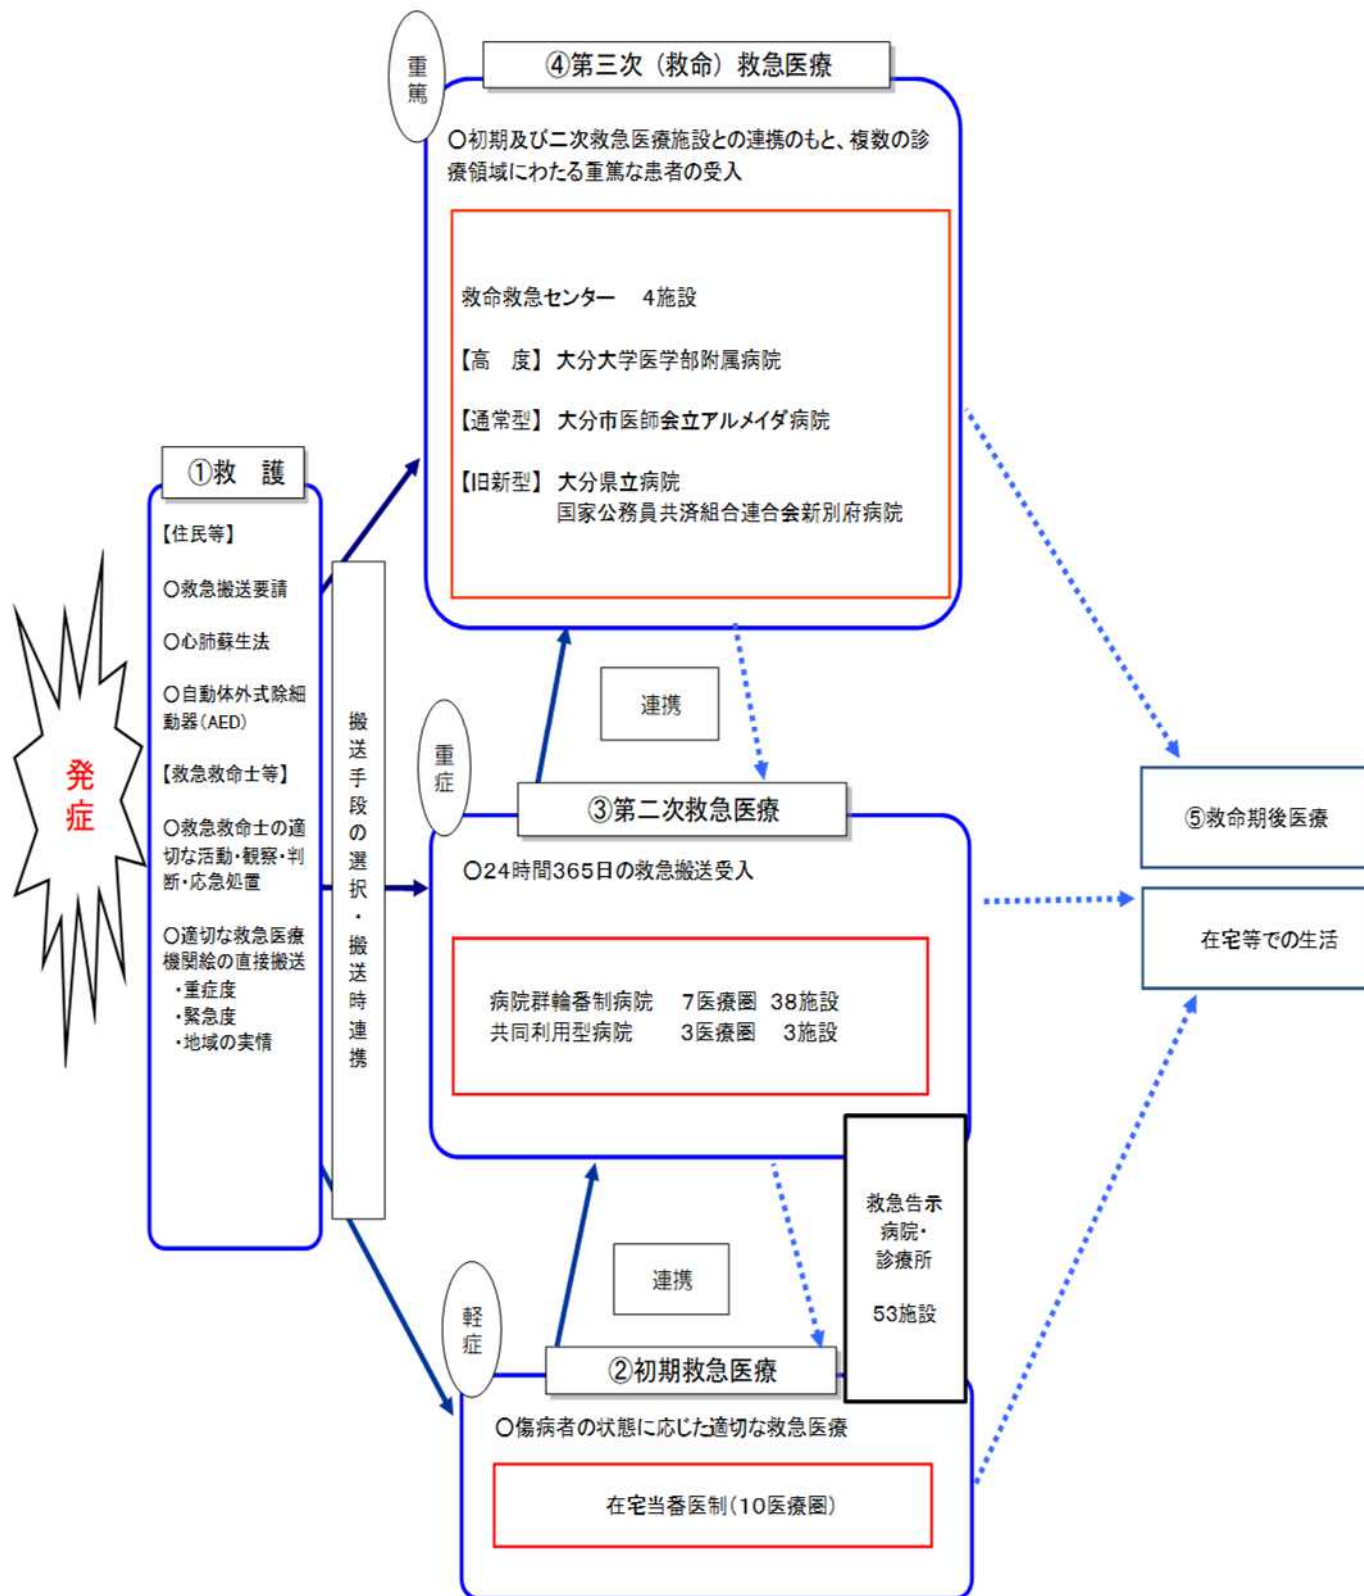 発
症
①救　護
【住民等】
〇救急搬送要請
〇心肺蘇生法
〇自動体外式除細
動器(AED)
【救急救命士等】
〇救急救命士の適
切な活動・観察・判
断・応急処置
〇適切な救急医療
機関絵の直接搬送
・重症度
・緊急度
・地域の実情
搬送手段の選択・搬送時連携
重篤
④第三次（救命）救急医療
〇初期及び二次救急医療施設との連携のもと、複数の診
療領域にわたる重篤な患者の受入
救命救急センター　4施設
【高　度】 大分大学医学部附属病院
【通常型】 大分市医師会立アルメイダ病院
【旧新型】 大分県立病院
国家公務員共済組合連合会新別府病院
連携
重症
③第二次救急医療
〇24時間365日の救急搬送受入
病院群輪番制病院　7医療圏 38施設
共同利用型病院　3医療圏　3施設
救急告示
病院・
診療所
53施設
連携
軽症
②初期救急医療
〇傷病者の状態に応じた適切な救急医療
在宅当番医制(10医療圏)
⑤救命期後医療
在宅等での生活